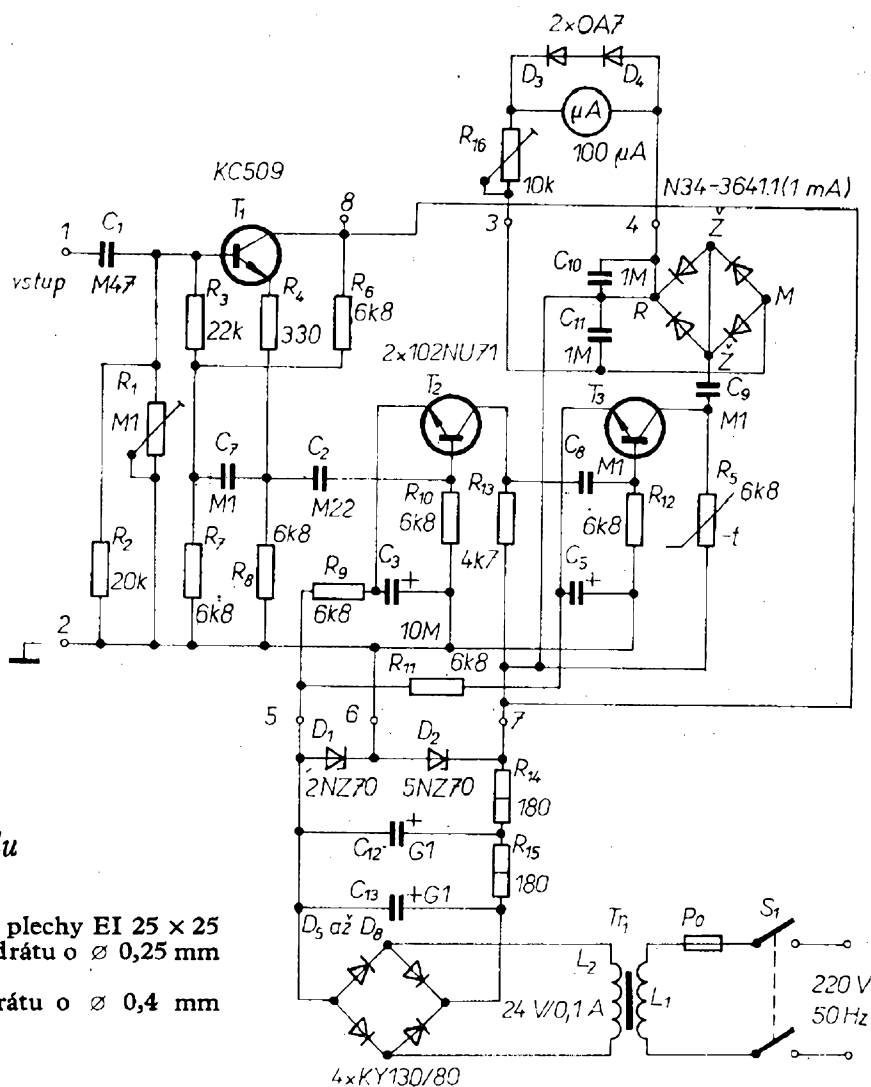 2×0A7
D3
D4
μA
100 μA
R16
10k
N34-3641.1(1 mA)
KC509
T1
8
1
C1
M47
vstup
3
4
Ž
C10
1M
R
M
C11
1M
Ž
R3
22k
R4
330
R6
6k8
2×102NU71
T2
T3
C9
M1
R1
M1
C7
M1
C2
M22
C8
M1
R10
6k8
R13
4k7
R12
6k8
R5
6k8
-t
R2
20k
R7
6k8
6k8
R8
R9
6k8
C3
+
10M
C5
+
2
R11
6k8
5
6
7
D1
2NZ70
D2
5NZ70
R14
180
C12
+
G1
R15
180
C13
+G1
D5 až D8
4×KY130/80
L2
24 V/0,1 A
Tr1
L1
Po
S1
220 V
50 Hz
u
plechy EI 25 × 25
drátu o ⌀ 0,25 mm
rátu o ⌀ 0,4 mm